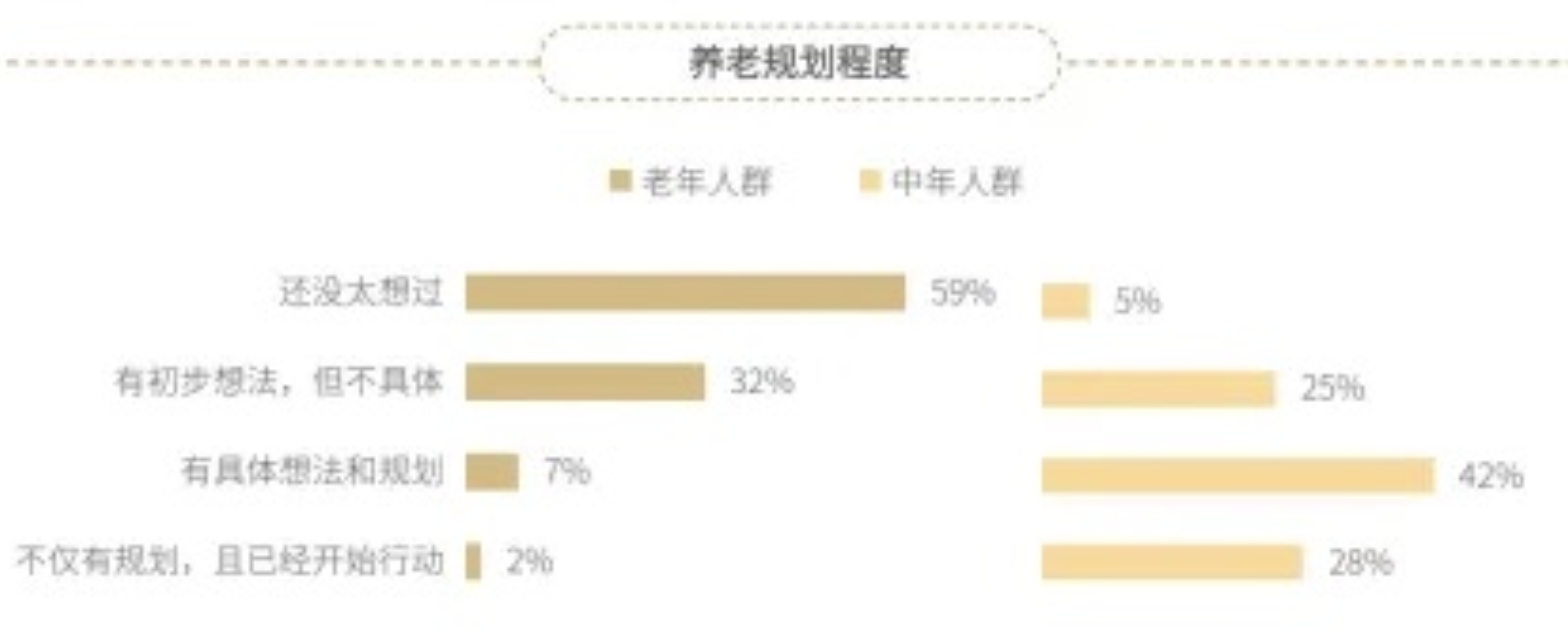 养老规划程度
老年人群 中年人群
还没太想过 59% 5%
有初步想法，但不具体 32% 25%
有具体想法和规划 7% 42%
不仅有规划，且已经开始行动 2% 28%